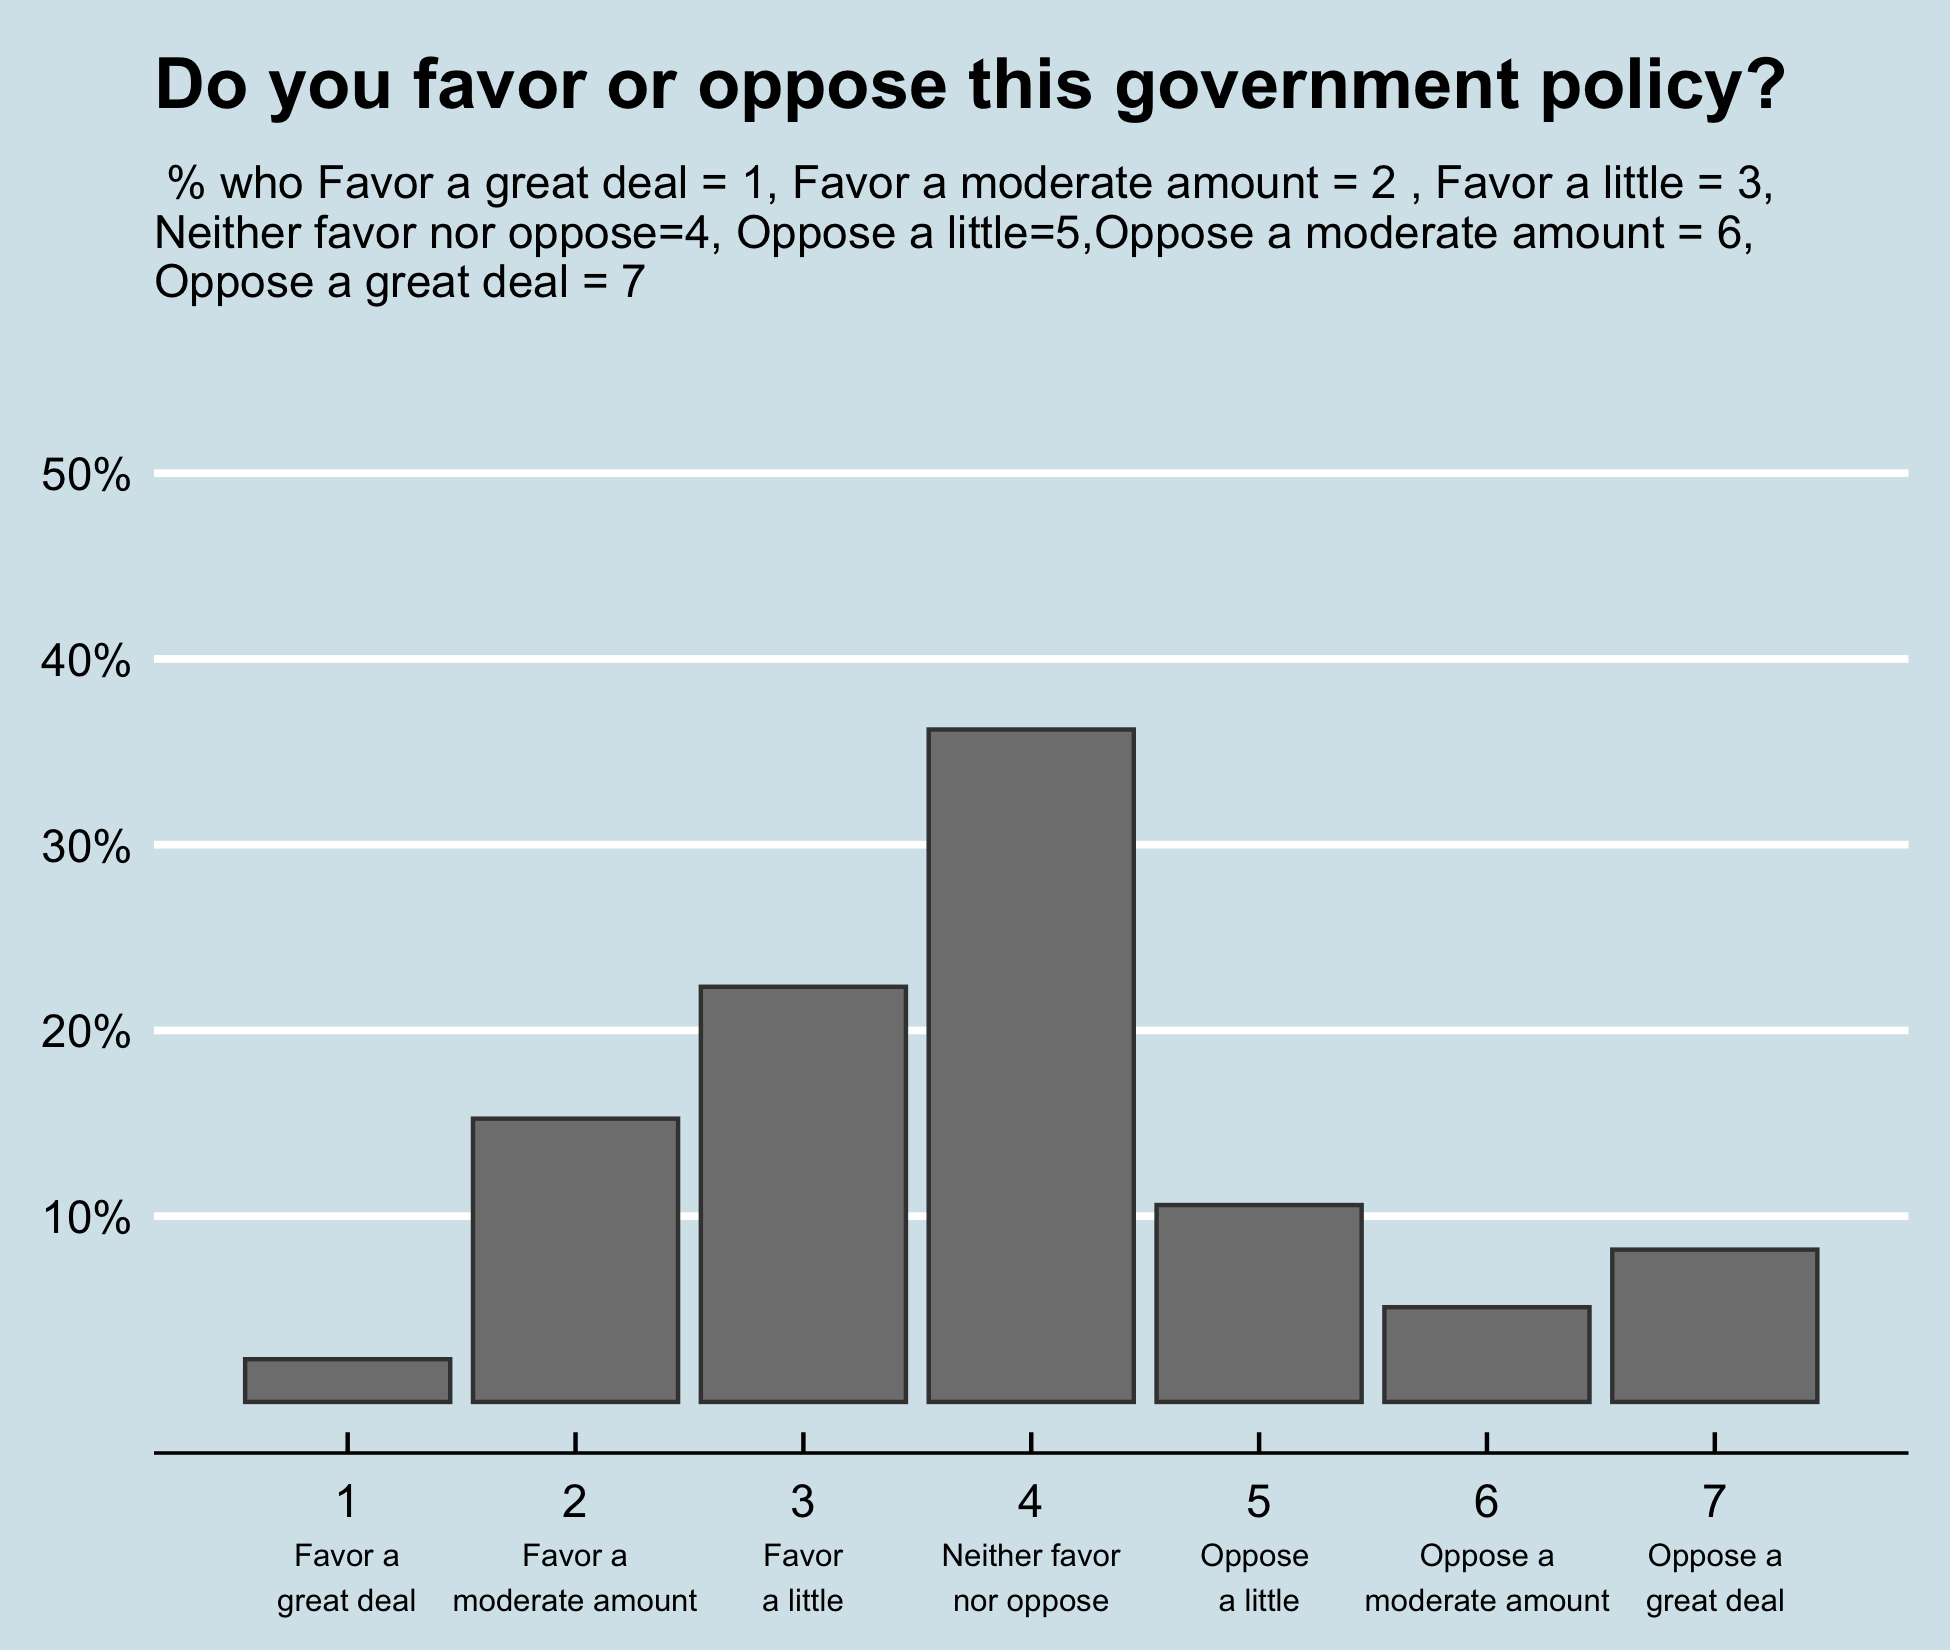 Do you favor or oppose this government policy?
% who Favor a great deal = 1, Favor a moderate amount = 2 , Favor a little = 3,
Neither favor nor oppose=4, Oppose a little=5,Oppose a moderate amount = 6,
Oppose a great deal = 7
50%
40%
30%
20%
10%
1 2 3 4 5 6 7
Favor a Favor a Favor Neither favor Oppose Oppose a Oppose a
great deal moderate amount a little nor oppose a little moderate amount great deal